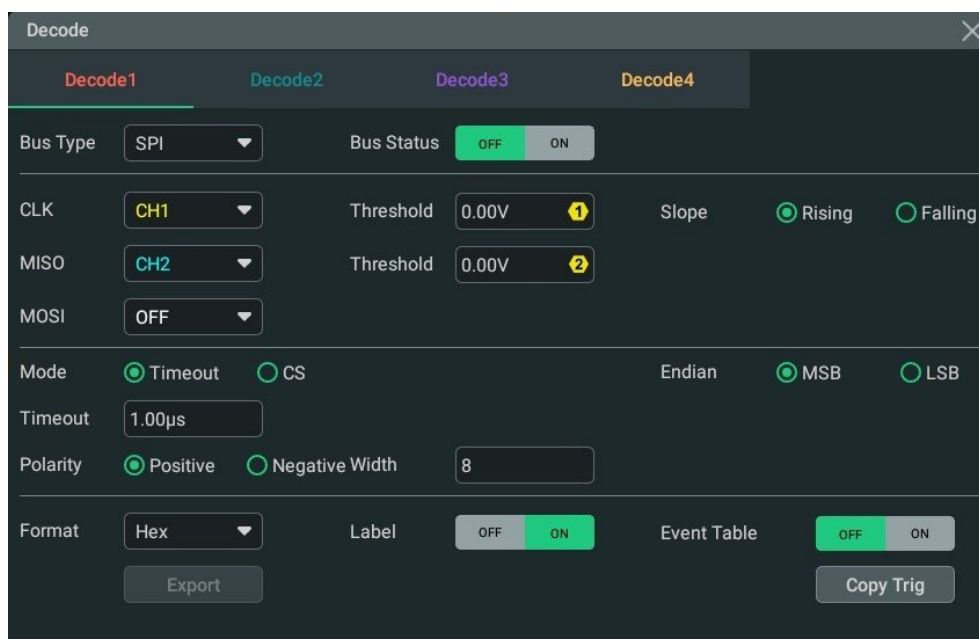 Decode
Decode1 Decode2 Decode3 Decode4
Bus Type SPI Bus Status OFF ON
CLK CH1 Threshold 0.00V 1 Slope Rising Falling
MISO CH2 Threshold 0.00V 2
MOSI OFF
Mode Timeout CS Endian MSB LSB
Timeout 1.00µs
Polarity Positive Negative Width 8
Format Hex Label OFF ON Event Table OFF ON
Export Copy Trig